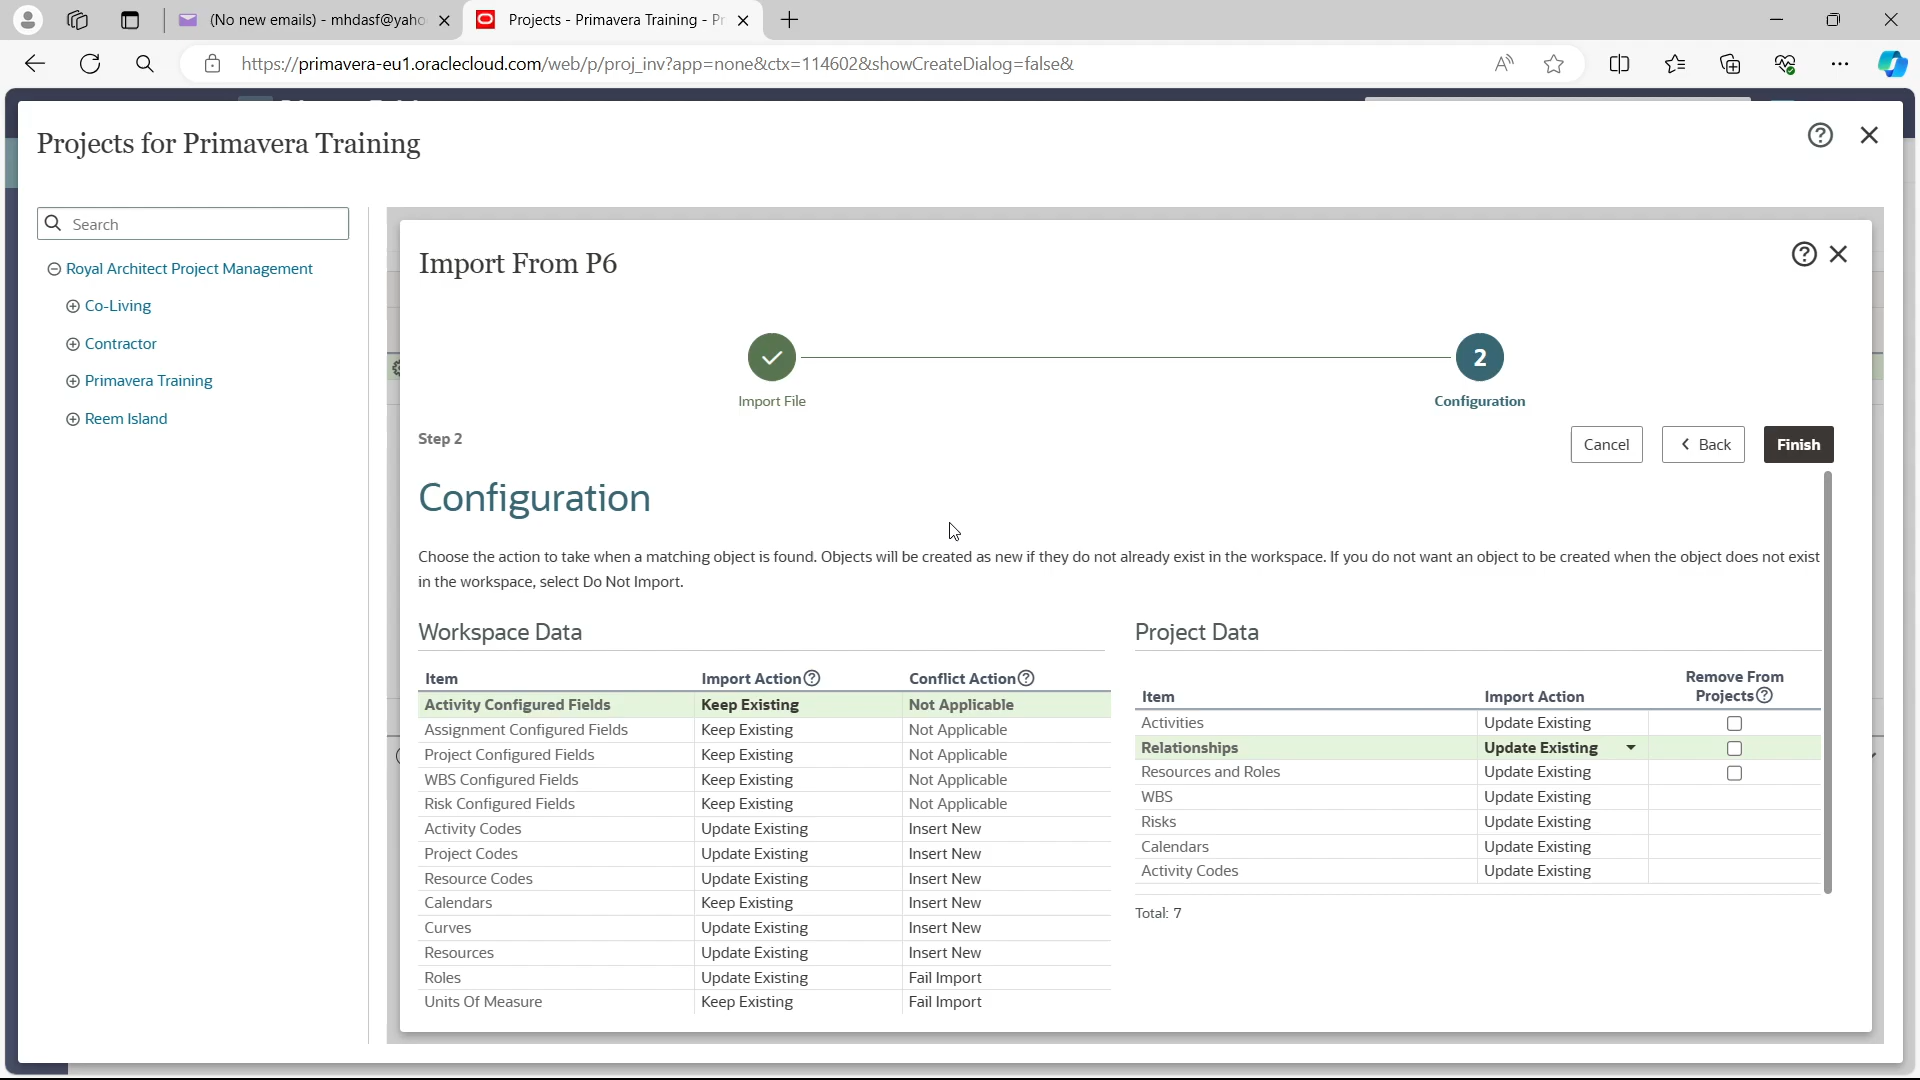 (No new emails) - mhdasf@yaho
Projects - Primavera Training - Pr
https://primavera-eu1.oraclecloud.com/web/p/proj_inv?app=none&ctx=114602&showCreateDialog=false&
Projects for Primavera Training
Search
Royal Architect Project Management
Co-Living
Contractor
Primavera Training
Reem Island
Import From P6
2
Import File
Configuration
Step 2
Cancel
Back
Finish
Configuration
Choose the action to take when a matching object is found. Objects will be created as new if they do not already exist in the workspace. If you do not want an object to be created when the object does not exist
in the workspace, select Do Not Import.
Workspace Data
Item Import Action Conflict Action
Activity Configured Fields Keep Existing Not Applicable
Assignment Configured Fields Keep Existing Not Applicable
Project Configured Fields Keep Existing Not Applicable
WBS Configured Fields Keep Existing Not Applicable
Risk Configured Fields Keep Existing Not Applicable
Activity Codes Update Existing Insert New
Project Codes Update Existing Insert New
Resource Codes Update Existing Insert New
Calendars Keep Existing Insert New
Curves Update Existing Insert New
Resources Update Existing Insert New
Roles Update Existing Fail Import
Units Of Measure Keep Existing Fail Import
Project Data
Item Import Action Remove From Projects
Activities Update Existing
Relationships Update Existing
Resources and Roles Update Existing
WBS Update Existing
Risks Update Existing
Calendars Update Existing
Activity Codes Update Existing
Total: 7